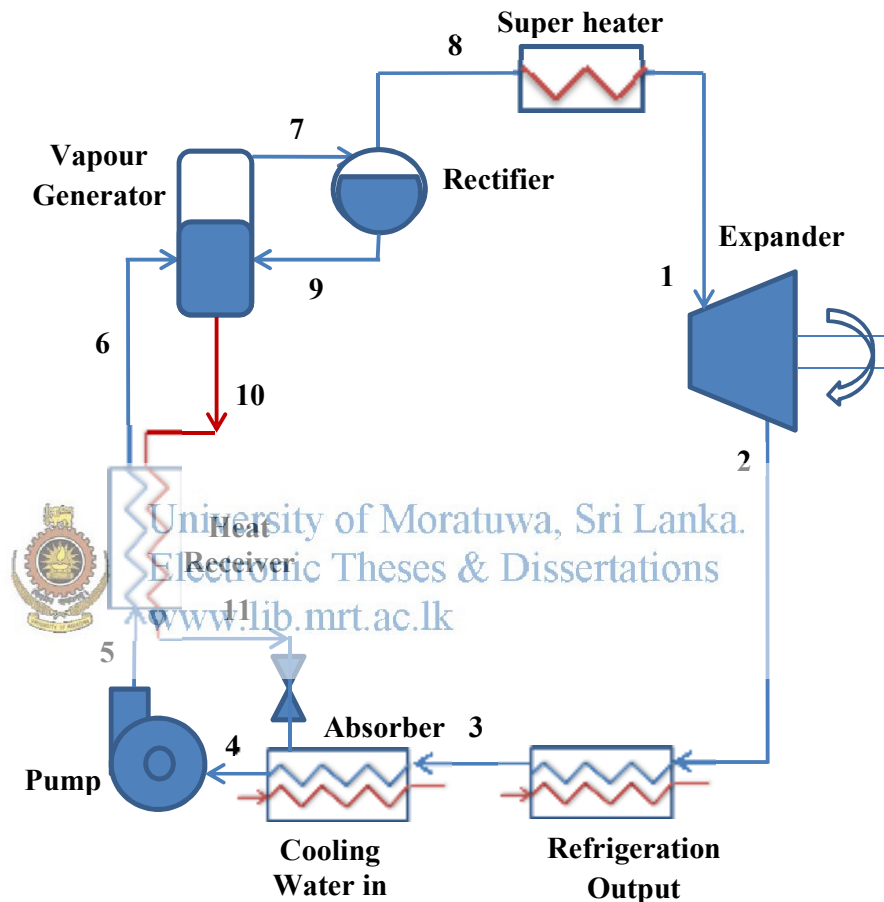 Super heater
8
7
Vapour
Generator
Rectifier
Expander
9
1
6
10
2
University of Moratuwa, Sri Lanka.
Heat
Receiver
Electronic Theses & Dissertations
www.lib.mrt.ac.lk
11
5
Absorber
3
4
Pump
Cooling
Water in
Refrigeration
Output